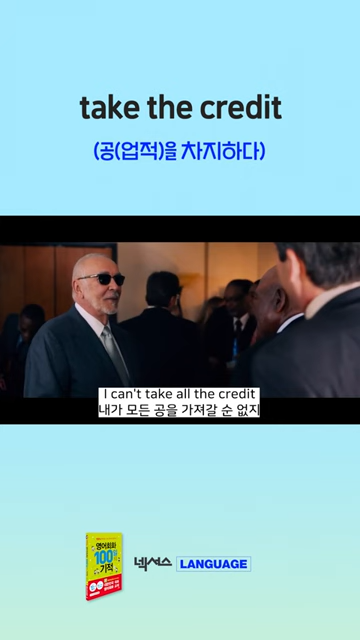 take the credit
(공(업적)을 차지하다)
I can't take all the credit
내가 모든 공을 가져갈 순 없지
영어회화
100일의
기적
넥서스 LANGUAGE